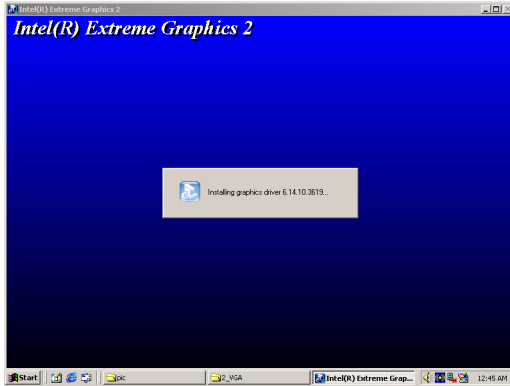 Intel(R) Extreme Graphics 2
Intel(R) Extreme Graphics 2
Installing graphics driver 6.14.10.3619...
Start
pic
2_VGA
Intel(R) Extreme Grap...
12:45 AM